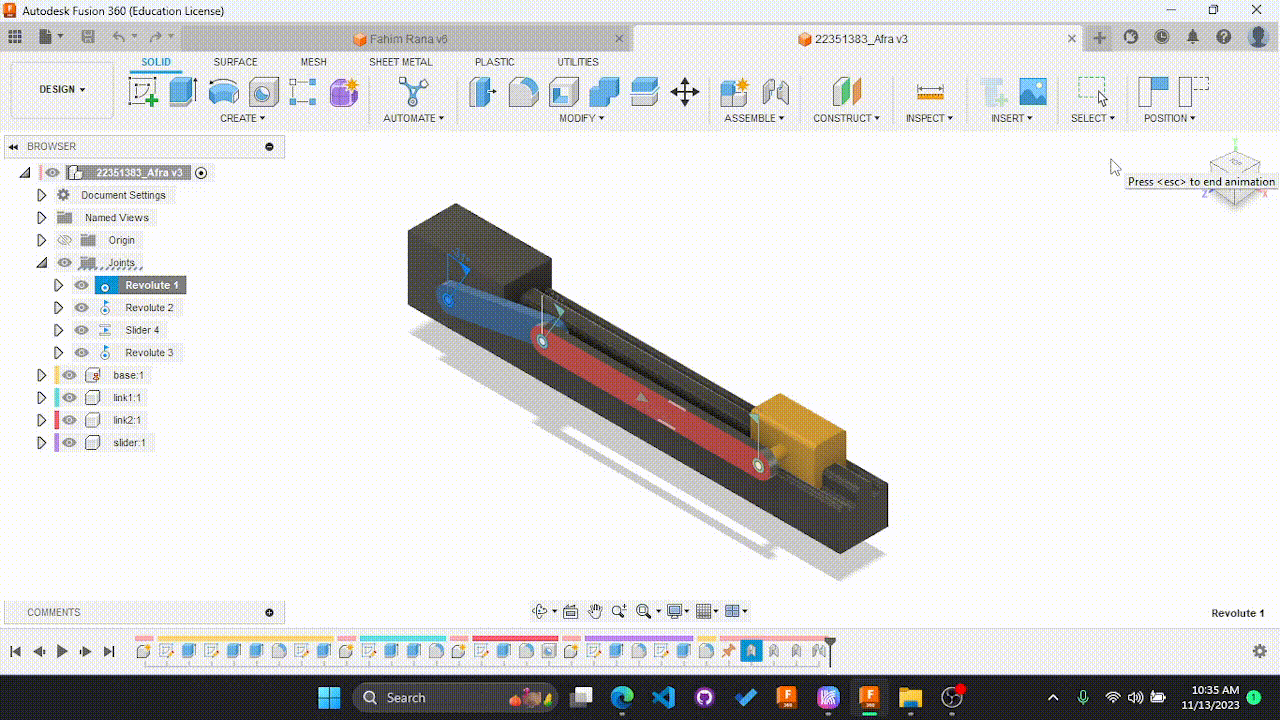 Autodesk Fusion 360 (Education License)
Fahim Rana v6
22351383_Afra v3
DESIGN
SOLID SURFACE MESH SHEET METAL PLASTIC UTILITIES
CREATE AUTOMATE MODIFY ASSEMBLE CONSTRUCT INSPECT INSERT SELECT POSITION
BROWSER
22351383_Afra v3
Document Settings
Named Views
Origin
Joints
Revolute 1
Revolute 2
Slider 4
Revolute 3
base:1
link1:1
link2:1
slider:1
Press <esc> to end animation
Z
X
COMMENTS
Revolute 1
Search
10:35 AM
11/13/2023
1